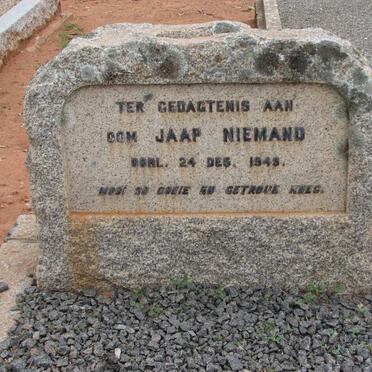 TER GEDAGTENIS AAN
OOM JAAP NIEMAND
OORL. 24 DES. 1948.
MOOI SO GOEIE EN GETROUE KNEG.